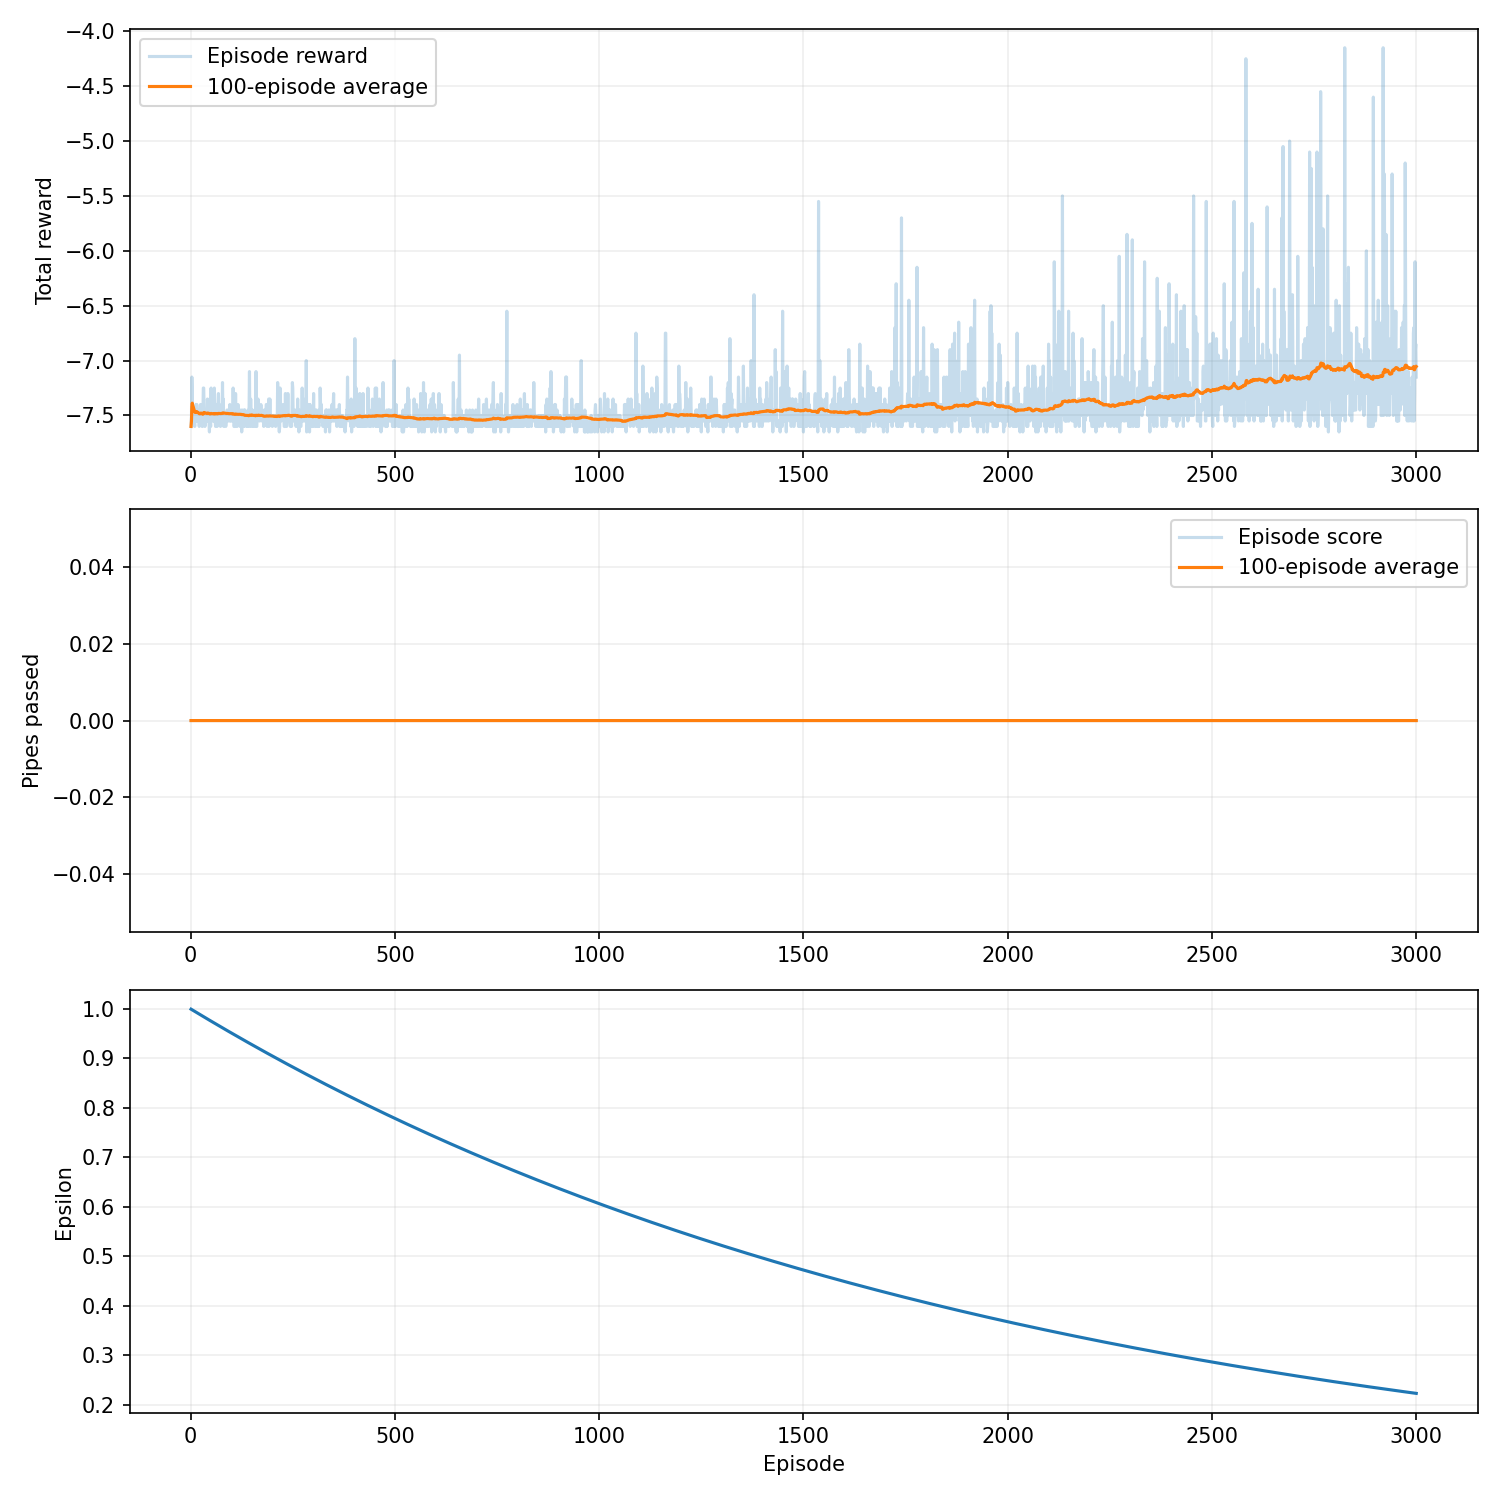 Total reward
−4.0
−4.5
−5.0
−5.5
−6.0
−6.5
−7.0
−7.5
Episode reward
100-episode average
0 500 1000 1500 2000 2500 3000
Pipes passed
0.04
0.02
0.00
−0.02
−0.04
Episode score
100-episode average
0 500 1000 1500 2000 2500 3000
Epsilon
1.0
0.9
0.8
0.7
0.6
0.5
0.4
0.3
0.2
0 500 1000 1500 2000 2500 3000
Episode